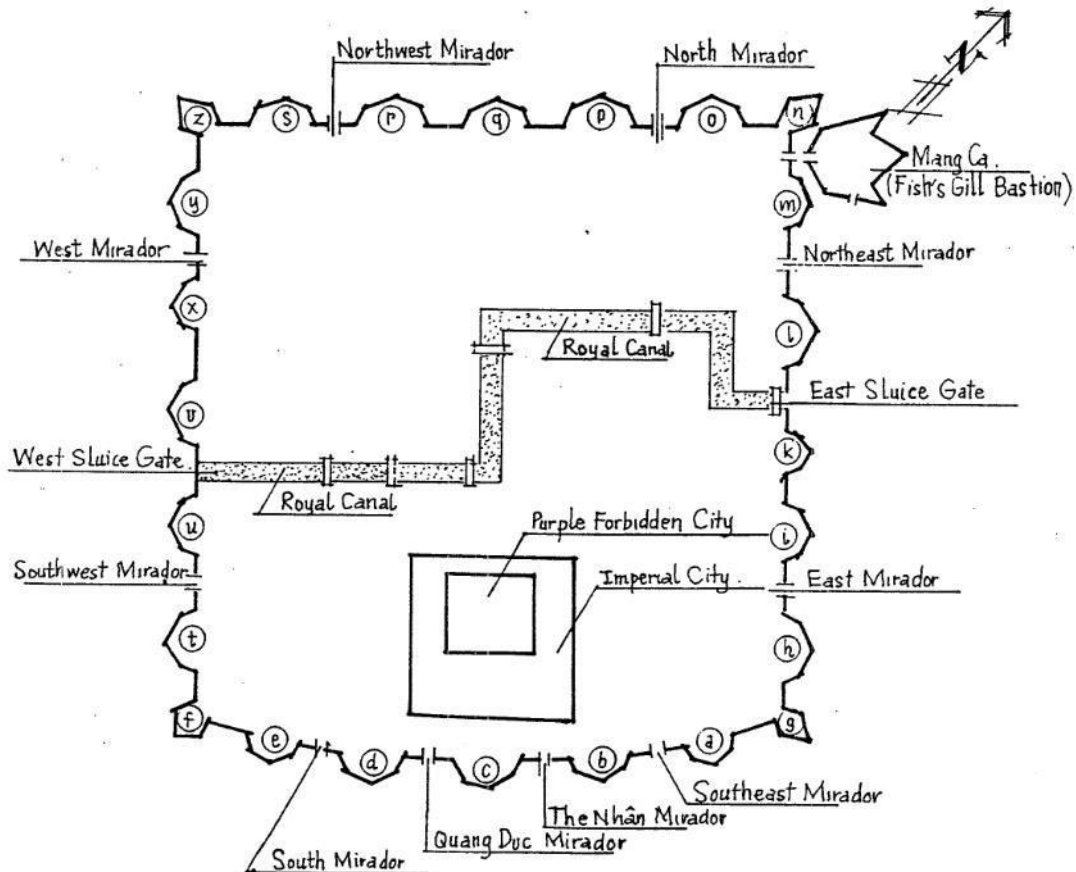 Northwest Mirador
North Mirador
N
z
s
r
q
p
o
n
Mang Ca.
(Fish's Gill Bastion)
y
m
West Mirador
Northeast Mirador
x
l
Royal Canal
East Sluice Gate
v
k
West Sluice Gate
Royal Canal
u
Purple Forbidden City
i
Southwest Mirador
Imperial City.
East Mirador
t
h
f
g
e
d
c
b
a
Southeast Mirador
The Nhân Mirador
Quang Duc Mirador
South Mirador